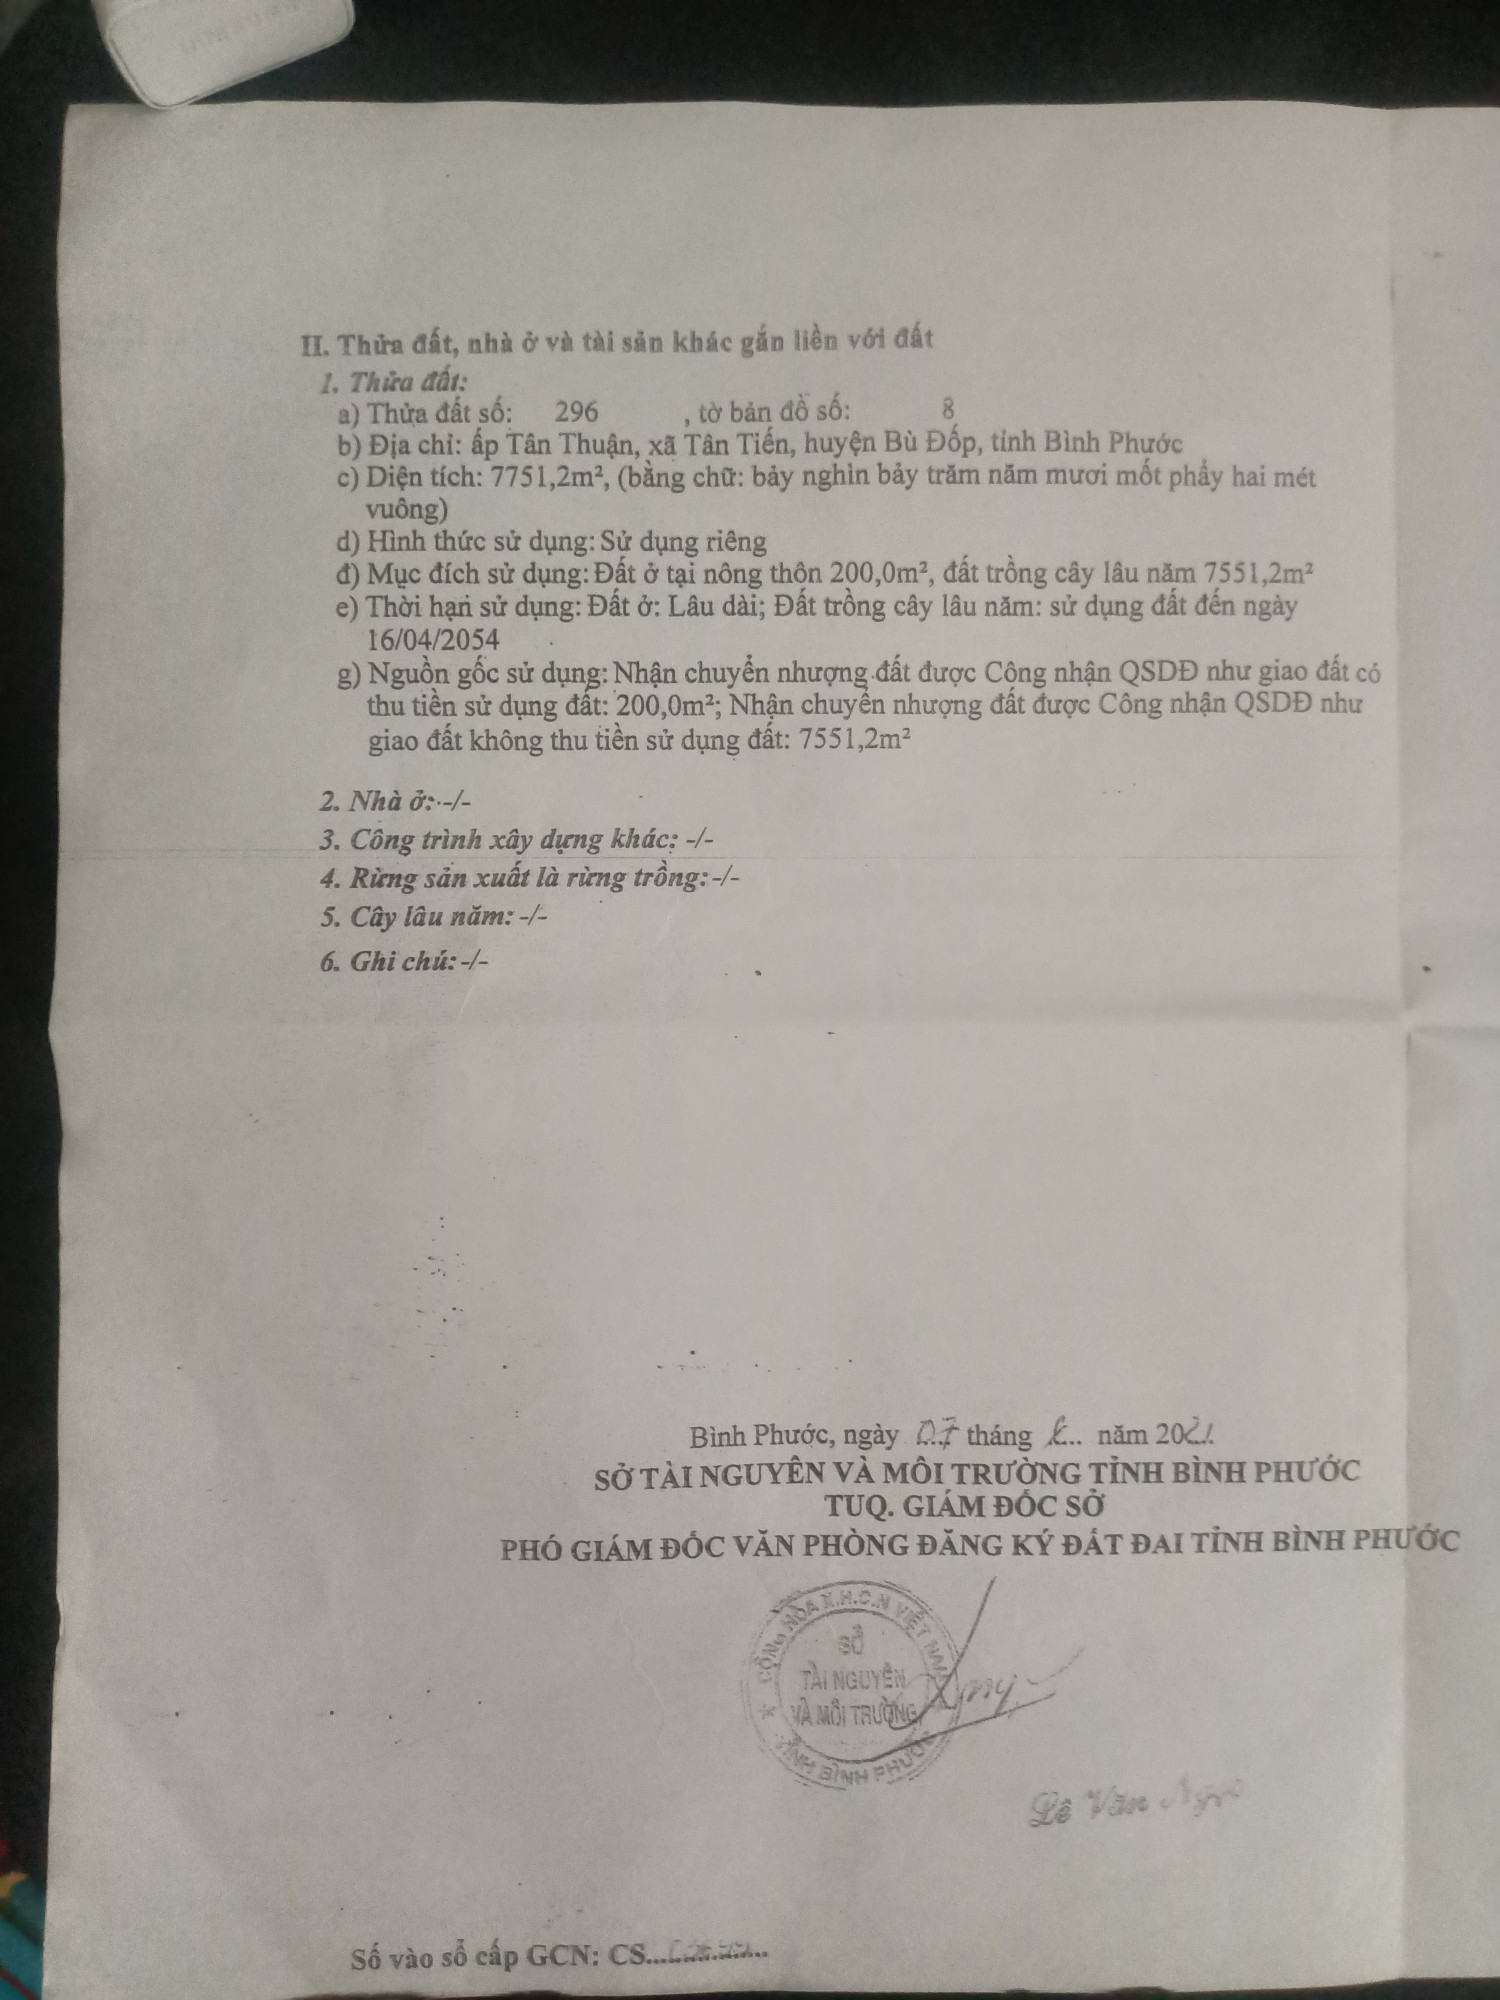 II. Thửa đất, nhà ở và tài sản khác gắn liền với đất
1. Thửa đất:
a) Thửa đất số: 296 , tờ bản đồ số: 8
b) Địa chỉ: ấp Tân Thuận, xã Tân Tiến, huyện Bù Đốp, tỉnh Bình Phước
c) Diện tích: 7751,2m², (bằng chữ: bảy nghìn bảy trăm năm mươi mốt phẩy hai mét
vuông)
d) Hình thức sử dụng: Sử dụng riêng
đ) Mục đích sử dụng: Đất ở tại nông thôn 200,0m², đất trồng cây lâu năm 7551,2m²
e) Thời hạn sử dụng: Đất ở: Lâu dài; Đất trồng cây lâu năm: sử dụng đất đến ngày
16/04/2054
g) Nguồn gốc sử dụng: Nhận chuyển nhượng đất được Công nhận QSDĐ như giao đất có
thu tiền sử dụng đất: 200,0m²; Nhận chuyển nhượng đất được Công nhận QSDĐ như
giao đất không thu tiền sử dụng đất: 7551,2m²
2. Nhà ở: -/-
3. Công trình xây dựng khác: -/-
4. Rừng sản xuất là rừng trồng: -/-
5. Cây lâu năm: -/-
6. Ghi chú: -/-
Bình Phước, ngày 07 tháng năm 2021
SỞ TÀI NGUYÊN VÀ MÔI TRƯỜNG TỈNH BÌNH PHƯỚC
TUQ. GIÁM ĐỐC SỞ
PHÓ GIÁM ĐỐC VĂN PHÒNG ĐĂNG KÝ ĐẤT ĐAI TỈNH BÌNH PHƯỚC
CỘNG HÒA X.H.C.N VIỆT NAM
SỞ
TÀI NGUYÊN
VÀ MÔI TRƯỜNG
TỈNH BÌNH PHƯỚC
Lê Văn
Số vào sổ cấp GCN: CS